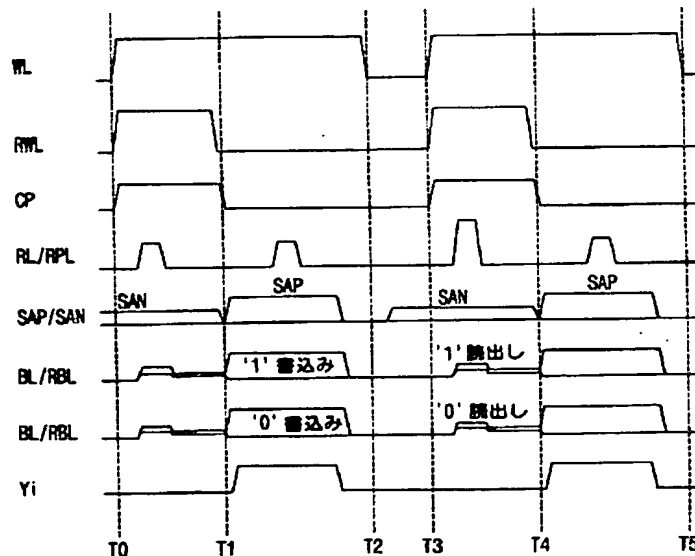 WL
RWL
CP
RL/RPL
SAP
SAN
SAN
SAP
SAP/SAN
BL/RBL
'1' 書込み
'1' 読出し
BL/RBL
'0' 書込み
'0' 読出し
Yi
T0
T1
T2
T3
T4
T5